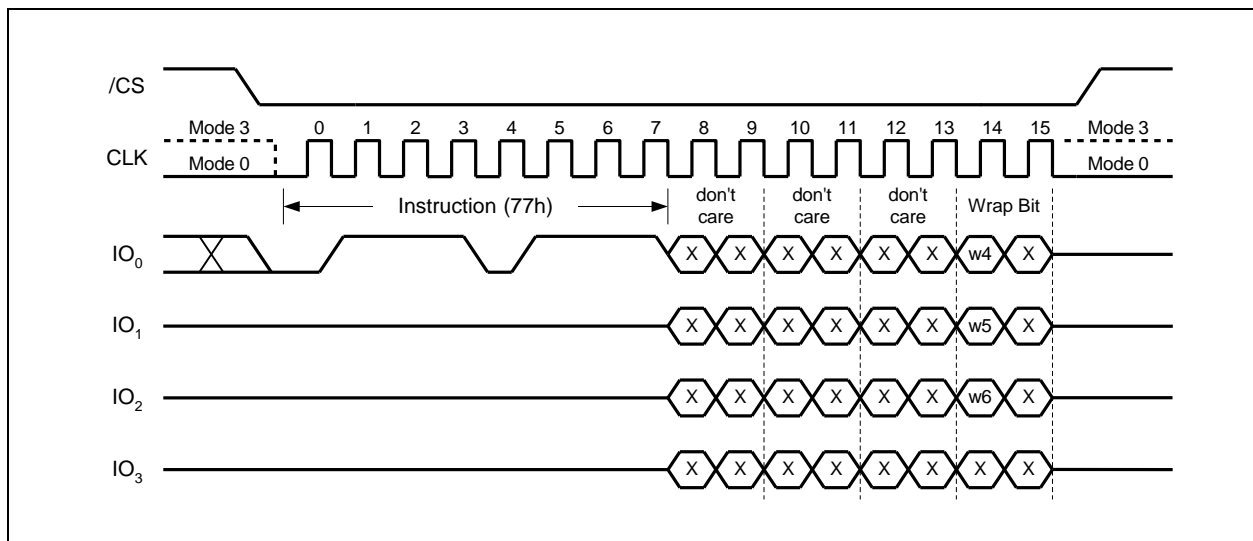 /CS
Mode 3 0 1 2 3 4 5 6 7 8 9 10 11 12 13 14 15 Mode 3
CLK
Mode 0 Mode 0
Instruction (77h) don't care don't care don't care Wrap Bit
IO0 X X X X X X w4 X
IO1 X X X X X X w5 X
IO2 X X X X X X w6 X
IO3 X X X X X X X X